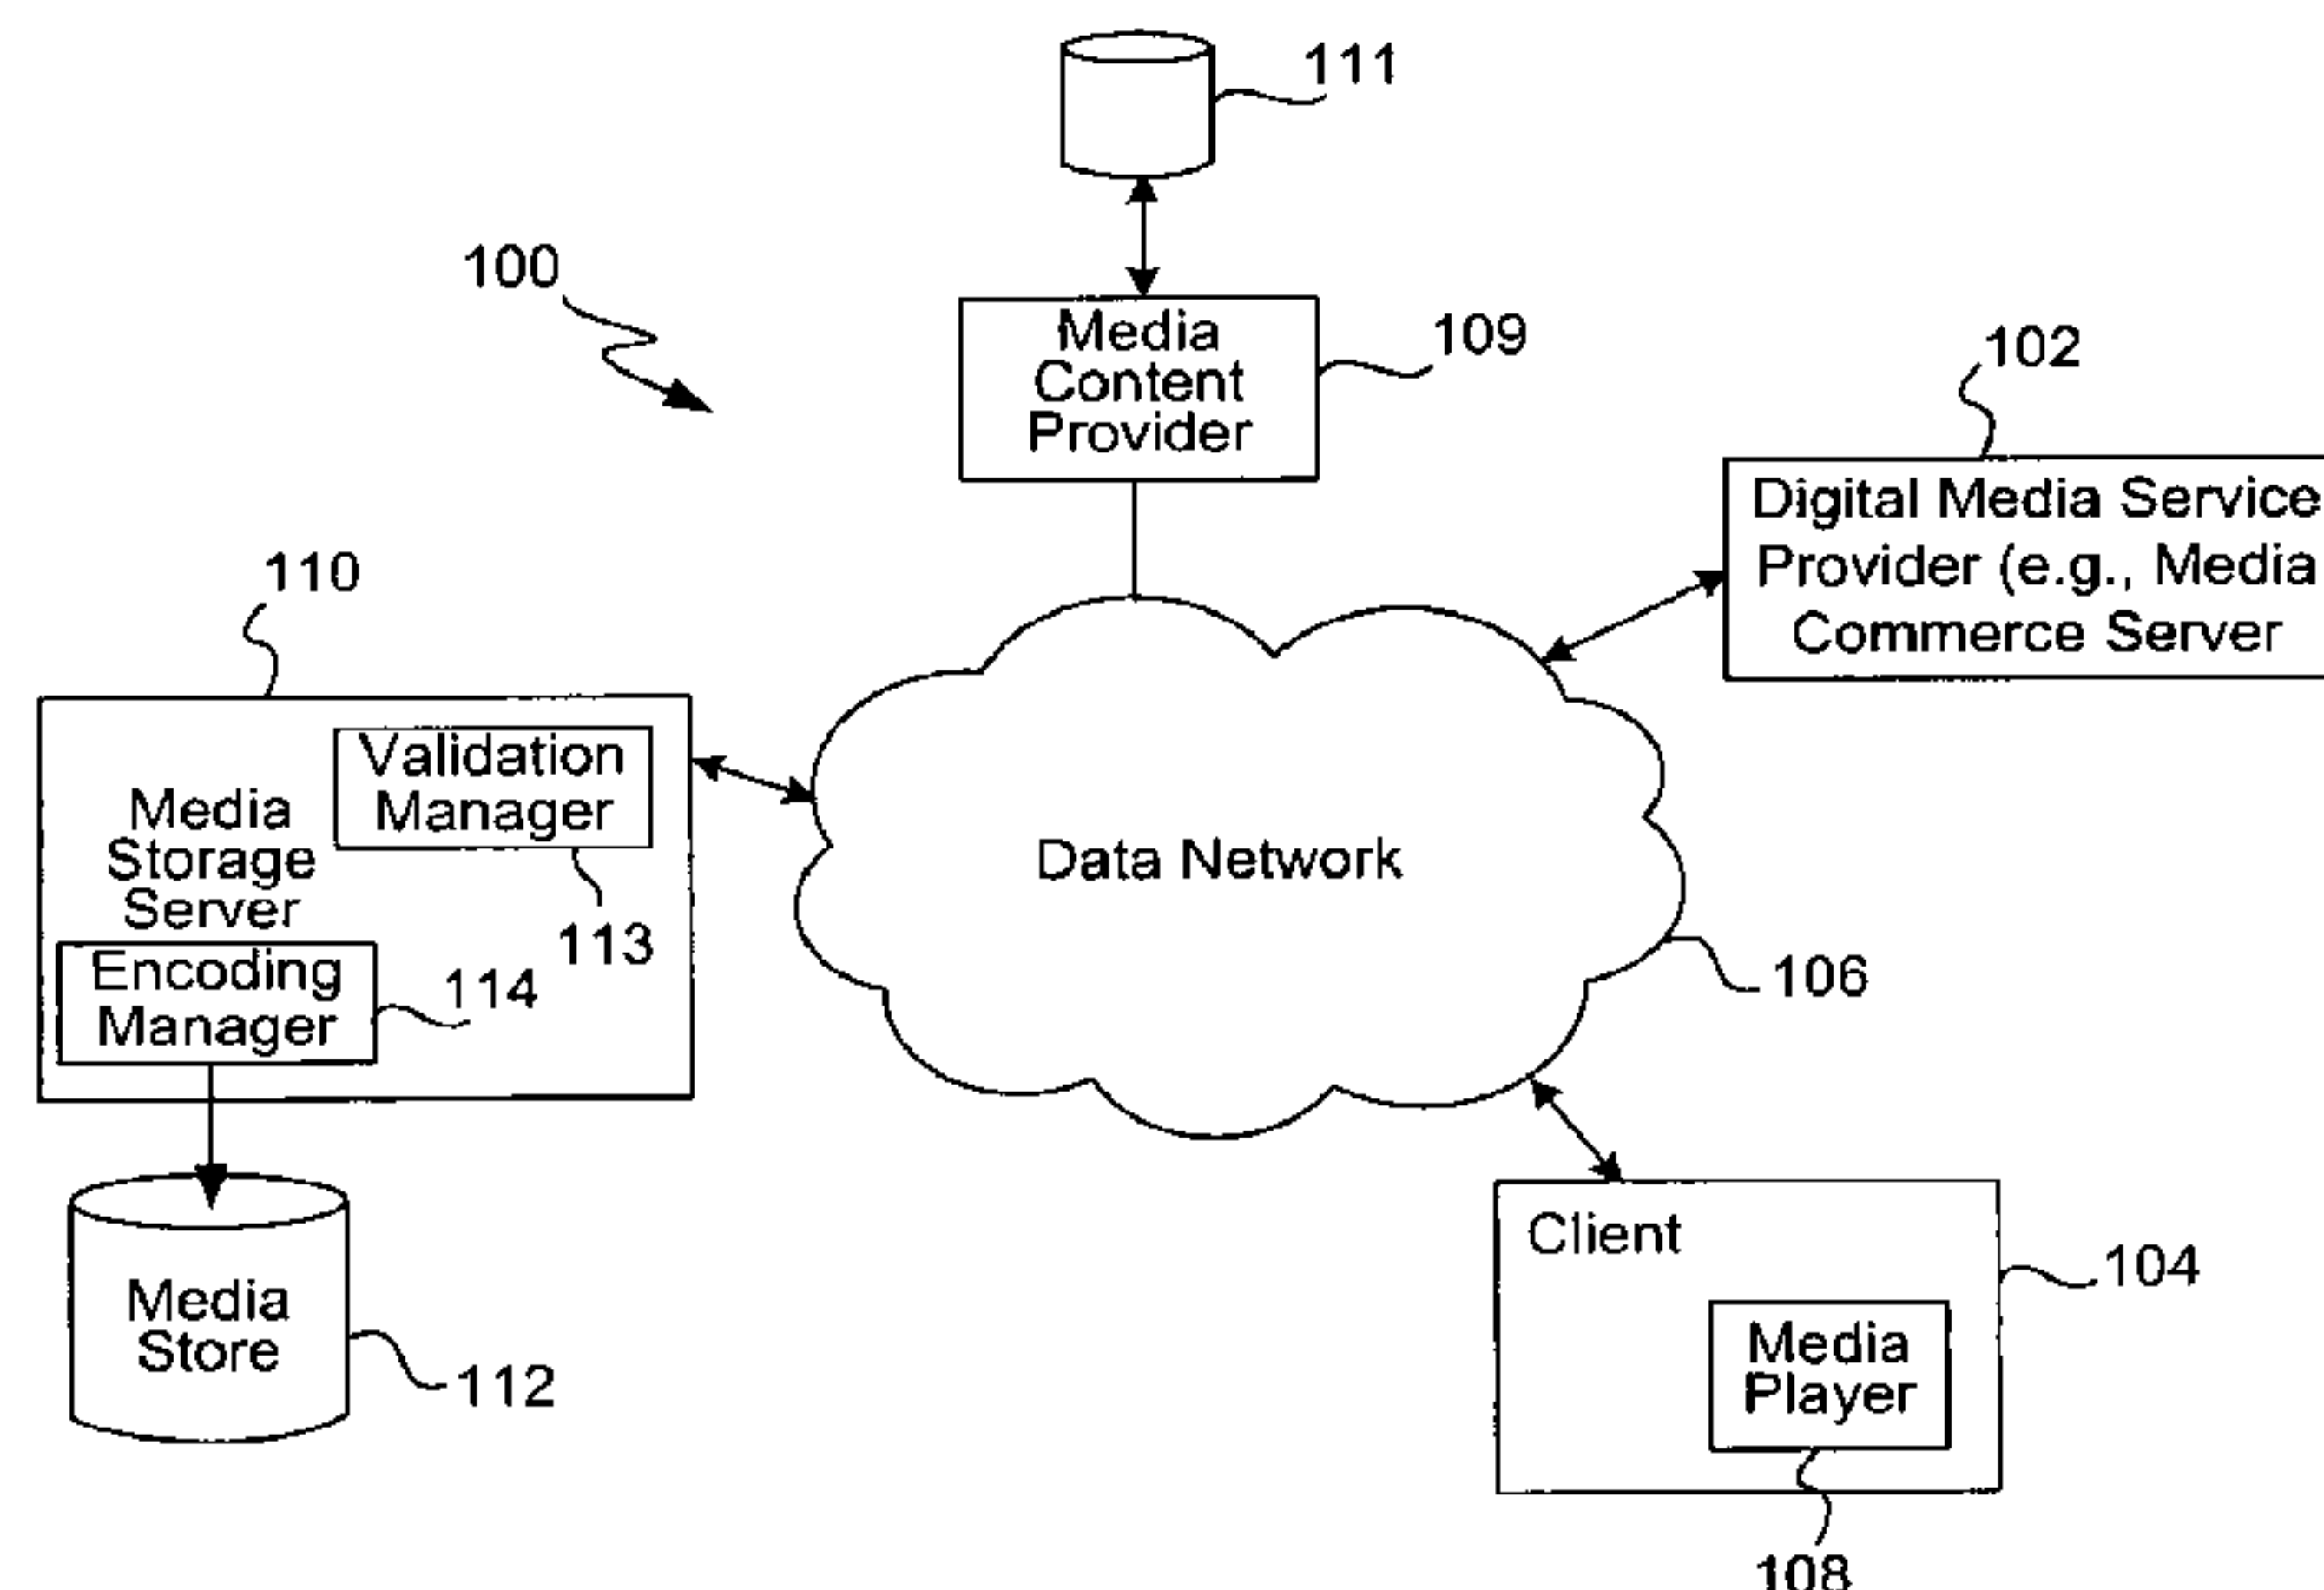 111
100
Media
Content
Provider
109
102
Digital Media Service
Provider (e.g., Media
Commerce Server
110
Validation
Manager
Media
Storage
Server
113
Encoding
Manager
114
Data Network
106
Media
Store
112
Client
104
Media
Player
108